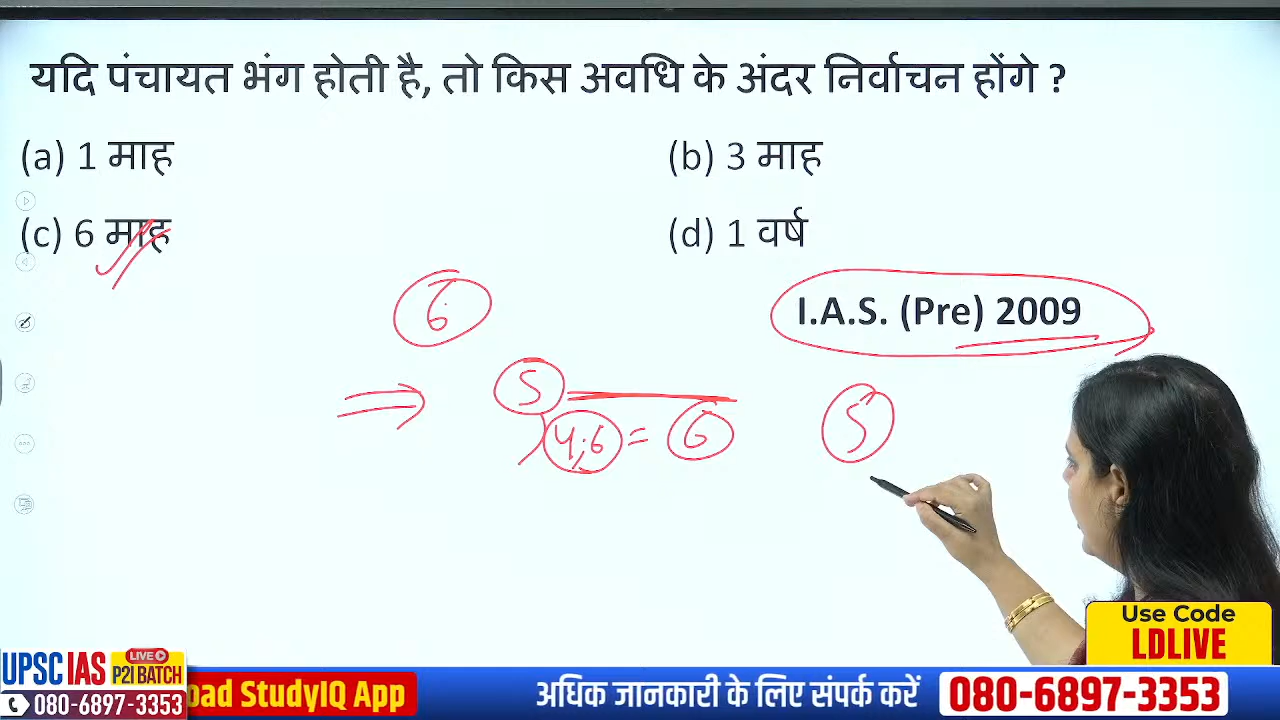 यदि पंचायत भंग होती है, तो किस अवधि के अंदर निर्वाचन होंगे ?
(a) 1 माह (b) 3 माह
(c) 6 माह (d) 1 वर्ष
6
I.A.S. (Pre) 2009
5 5
4,6 = 6
Use Code
LDLIVE
UPSC IAS LIVE P2I BATCH
080-6897-3353
oad StudyIQ App
अधिक जानकारी के लिए संपर्क करें 080-6897-3353